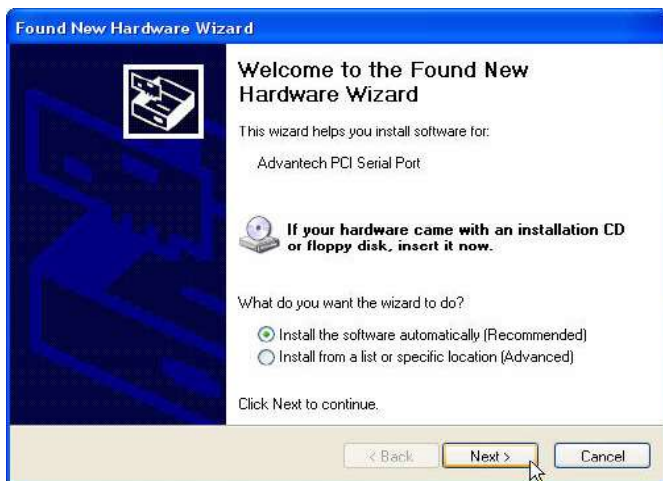 Found New Hardware Wizard
Welcome to the Found New
Hardware Wizard
This wizard helps you install software for:
Advantech PCI Serial Port
If your hardware came with an installation CD
or floppy disk, insert it now.
What do you want the wizard to do?
Install the software automatically (Recommended)
Install from a list or specific location (Advanced)
Click Next to continue.
< Back Next > Cancel